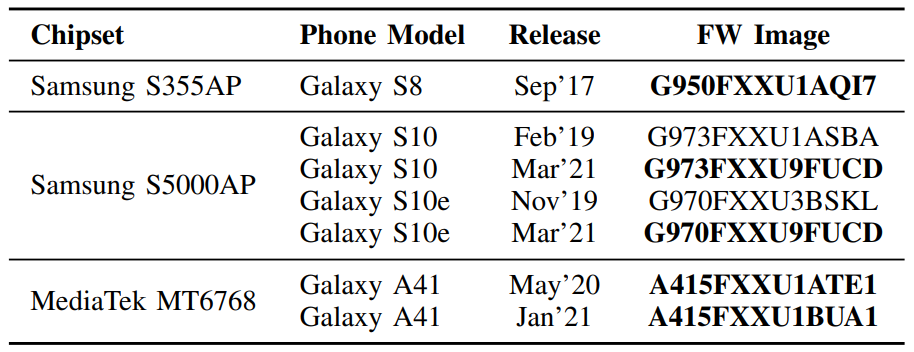 Chipset Phone Model Release FW Image
Samsung S355AP Galaxy S8 Sep’17 G950FXXU1AQI7
Samsung S5000AP
Galaxy S10 Feb’19 G973FXXU1ASBA
Galaxy S10 Mar’21 G973FXXU9FUCD
Galaxy S10e Nov’19 G970FXXU3BSKL
Galaxy S10e Mar’21 G970FXXU9FUCD
MediaTek MT6768
Galaxy A41 May’20 A415FXXU1ATE1
Galaxy A41 Jan’21 A415FXXU1BUA1